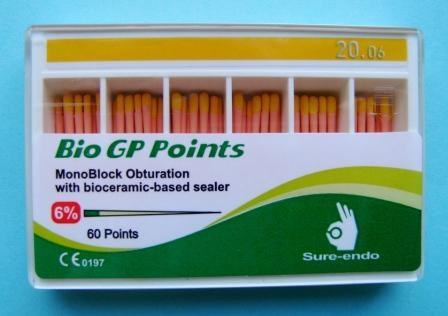 20.06
Bio GP Points
MonoBlock Obturation
with bioceramic-based sealer
6%
60 Points
CE 0197
Sure-endo